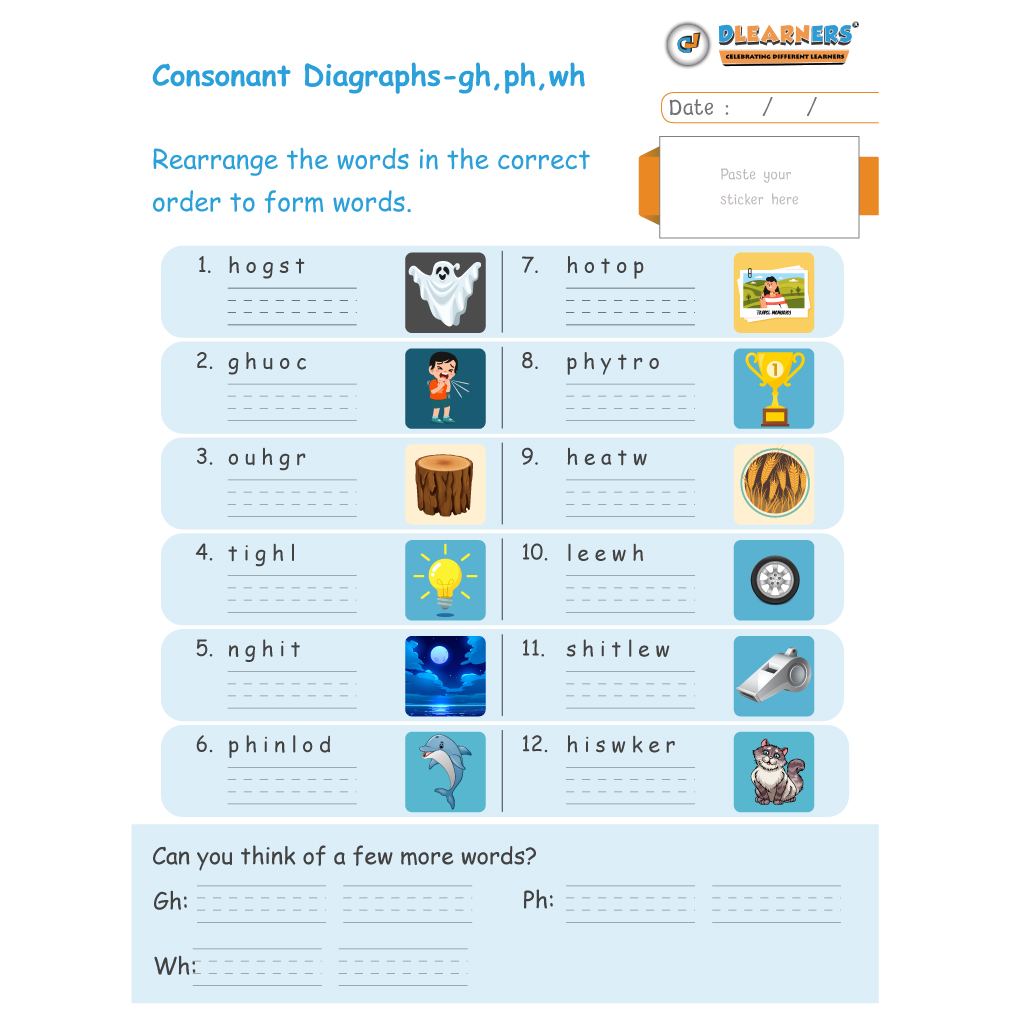 DLEARNERS
CELEBRATING DIFFERENT LEARNERS
Consonant Diagraphs-gh,ph,wh
Date : / /
Rearrange the words in the correct
order to form words.
Paste your
sticker here
1. h o g s t
7. h o t o p
TRAVEL MEMORIES
2. g h u o c
8. p h y t r o
1
3. o u h g r
9. h e a t w
4. t i g h l
10. l e e w h
5. n g h i t
11. s h i t l e w
6. p h i n l o d
12. h i s w k e r
Can you think of a few more words?
Gh:
Ph:
Wh: